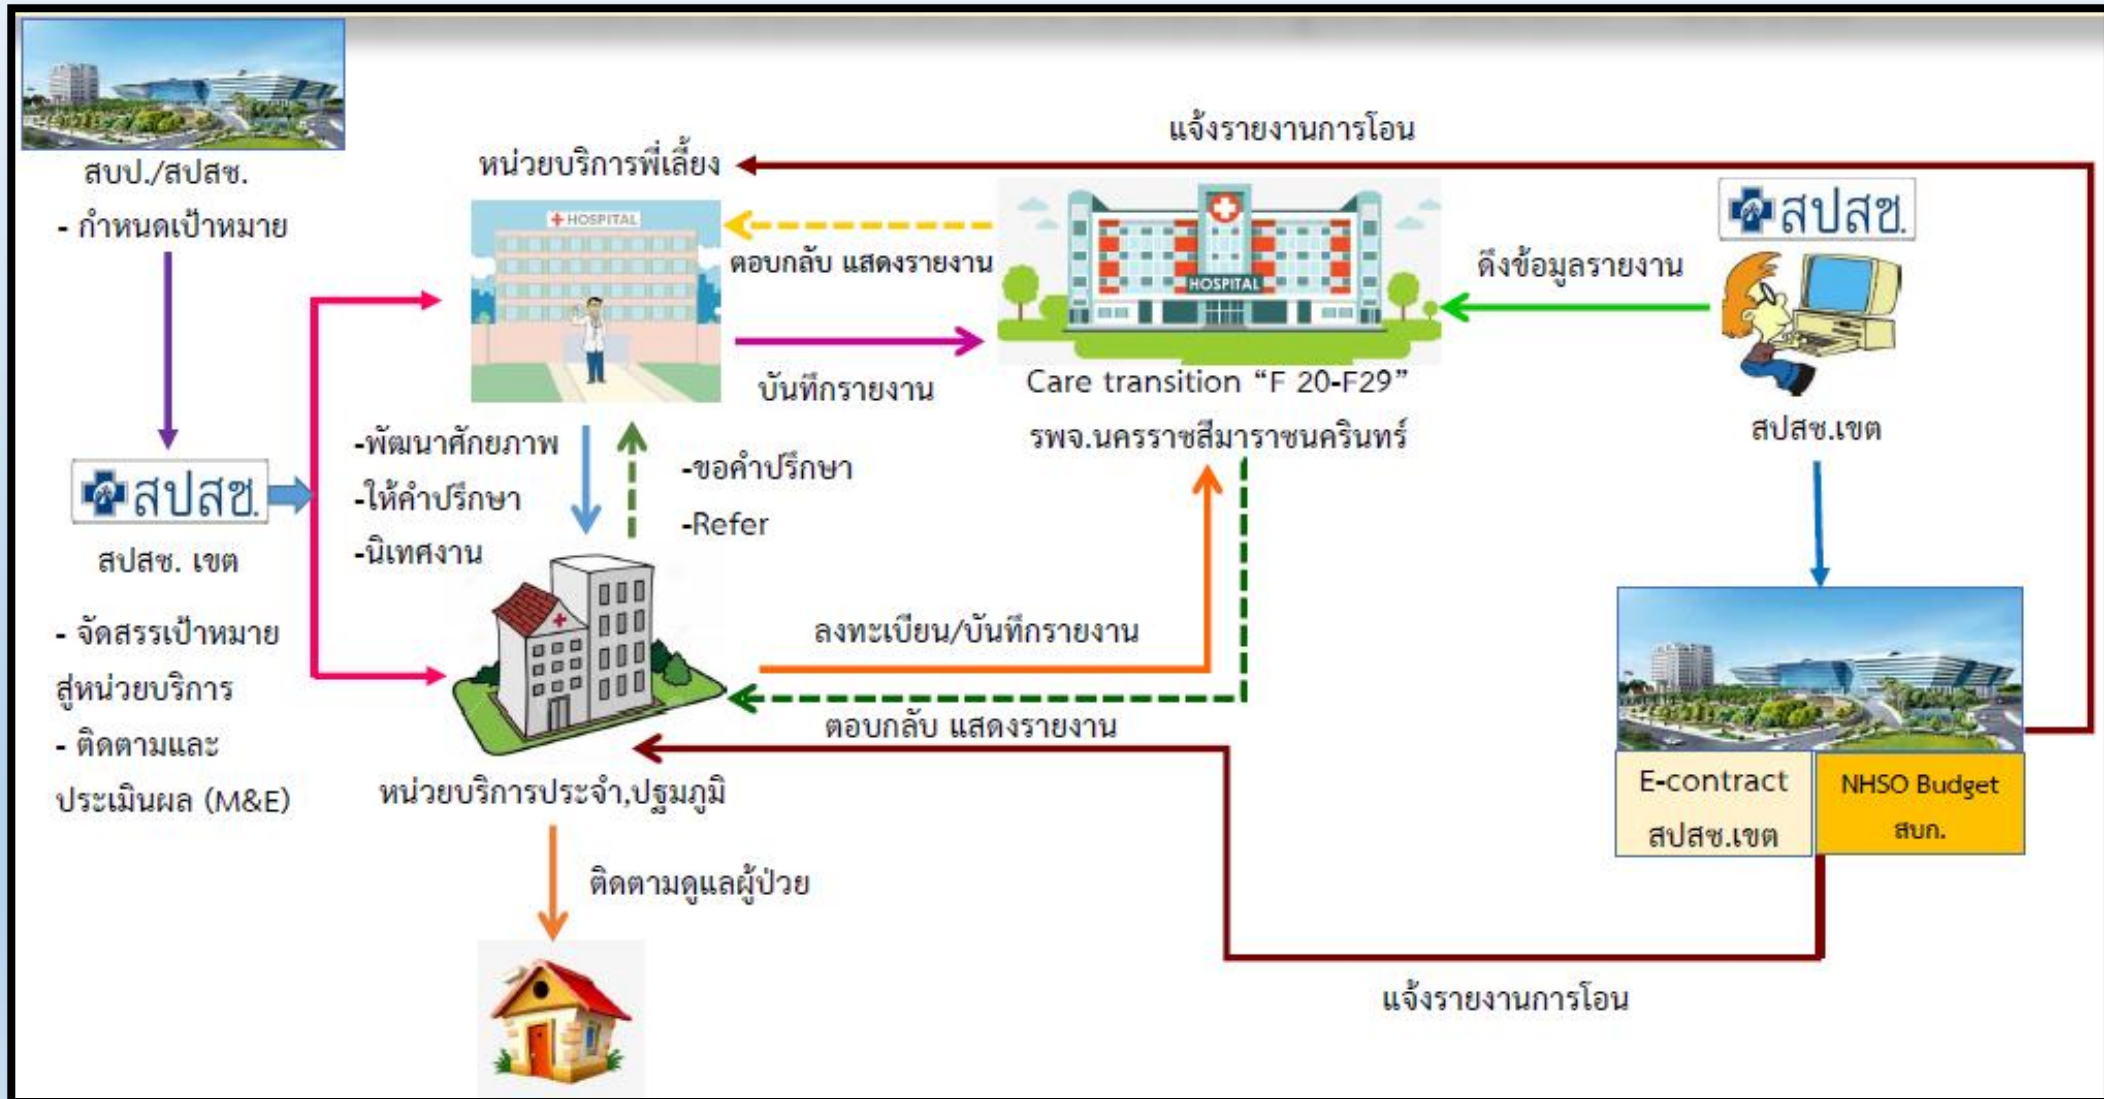 สบป./สปสช.
- กำหนดเป้าหมาย
สปสช.
สปสช. เขต
- จัดสรรเป้าหมาย
สู่หน่วยบริการ
- ติดตามและ
ประเมินผล (M&E)
หน่วยบริการพี่เลี้ยง
HOSPITAL
แจ้งรายงานการโอน
ตอบกลับ แสดงรายงาน
บันทึกรายงาน
HOSPITAL
Care transition “F 20-F29”
รพจ.นครราชสีมาราชนครินทร์
ดึงข้อมูลรายงาน
สปสช.
สปสช.เขต
-พัฒนาศักยภาพ
-ให้คำปรึกษา
-นิเทศงาน
-ขอคำปรึกษา
-Refer
ลงทะเบียน/บันทึกรายงาน
ตอบกลับ แสดงรายงาน
หน่วยบริการประจำ,ปฐมภูมิ
ติดตามดูแลผู้ป่วย
E-contract
สปสช.เขต
NHSO Budget
สบก.
แจ้งรายงานการโอน